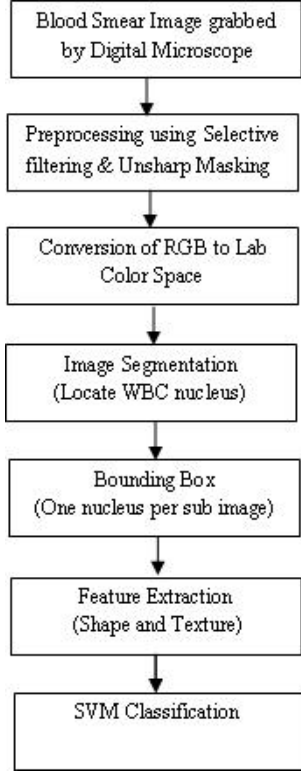 Blood Smear Image grabbed
by Digital Microscope
Preprocessing using Selective
filtering & Unsharp Masking
Conversion of RGB to Lab
Color Space
Image Segmentation
(Locate WBC nucleus)
Bounding Box
(One nucleus per sub image)
Feature Extraction
(Shape and Texture)
SVM Classification